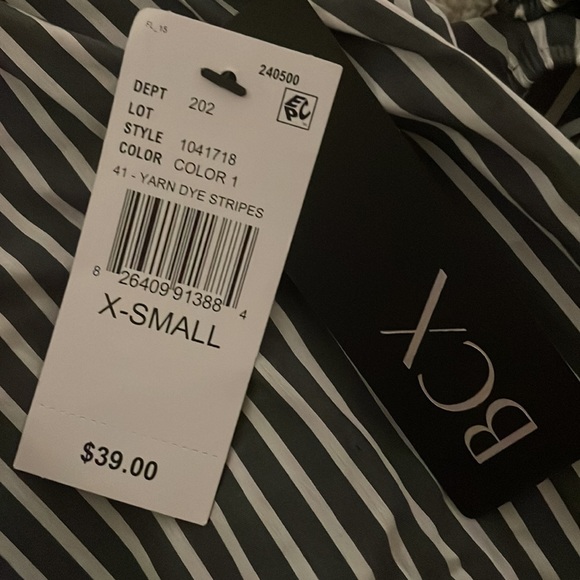 240500
DEPT 202
LOT
STYLE 1041718
COLOR COLOR 1
41 - YARN DYE STRIPES
8 26409 91388 4
X-SMALL
$39.00
BCX